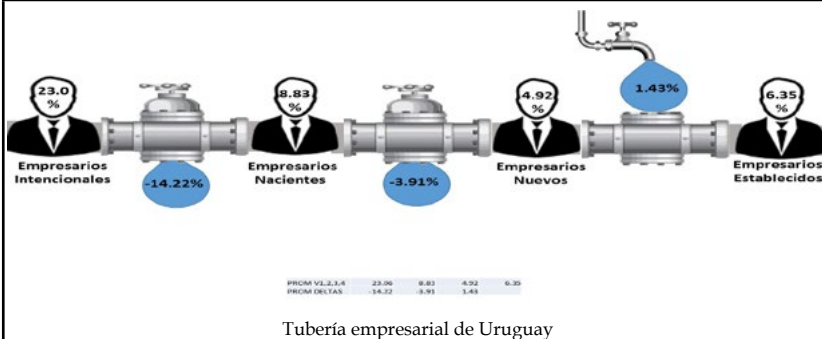 1.43%
23.0
%
8.83
%
4.92
%
6.35
%
Empresarios
Intencionales
-14.22%
Empresarios
Nacientes
-3.91%
Empresarios
Nuevos
Empresarios
Establecidos
PROM V1,2,3,4 23.06 8.83 4.92 6.35
PROM DELTAS -14.22 -3.91 1.43
Tubería empresarial de Uruguay